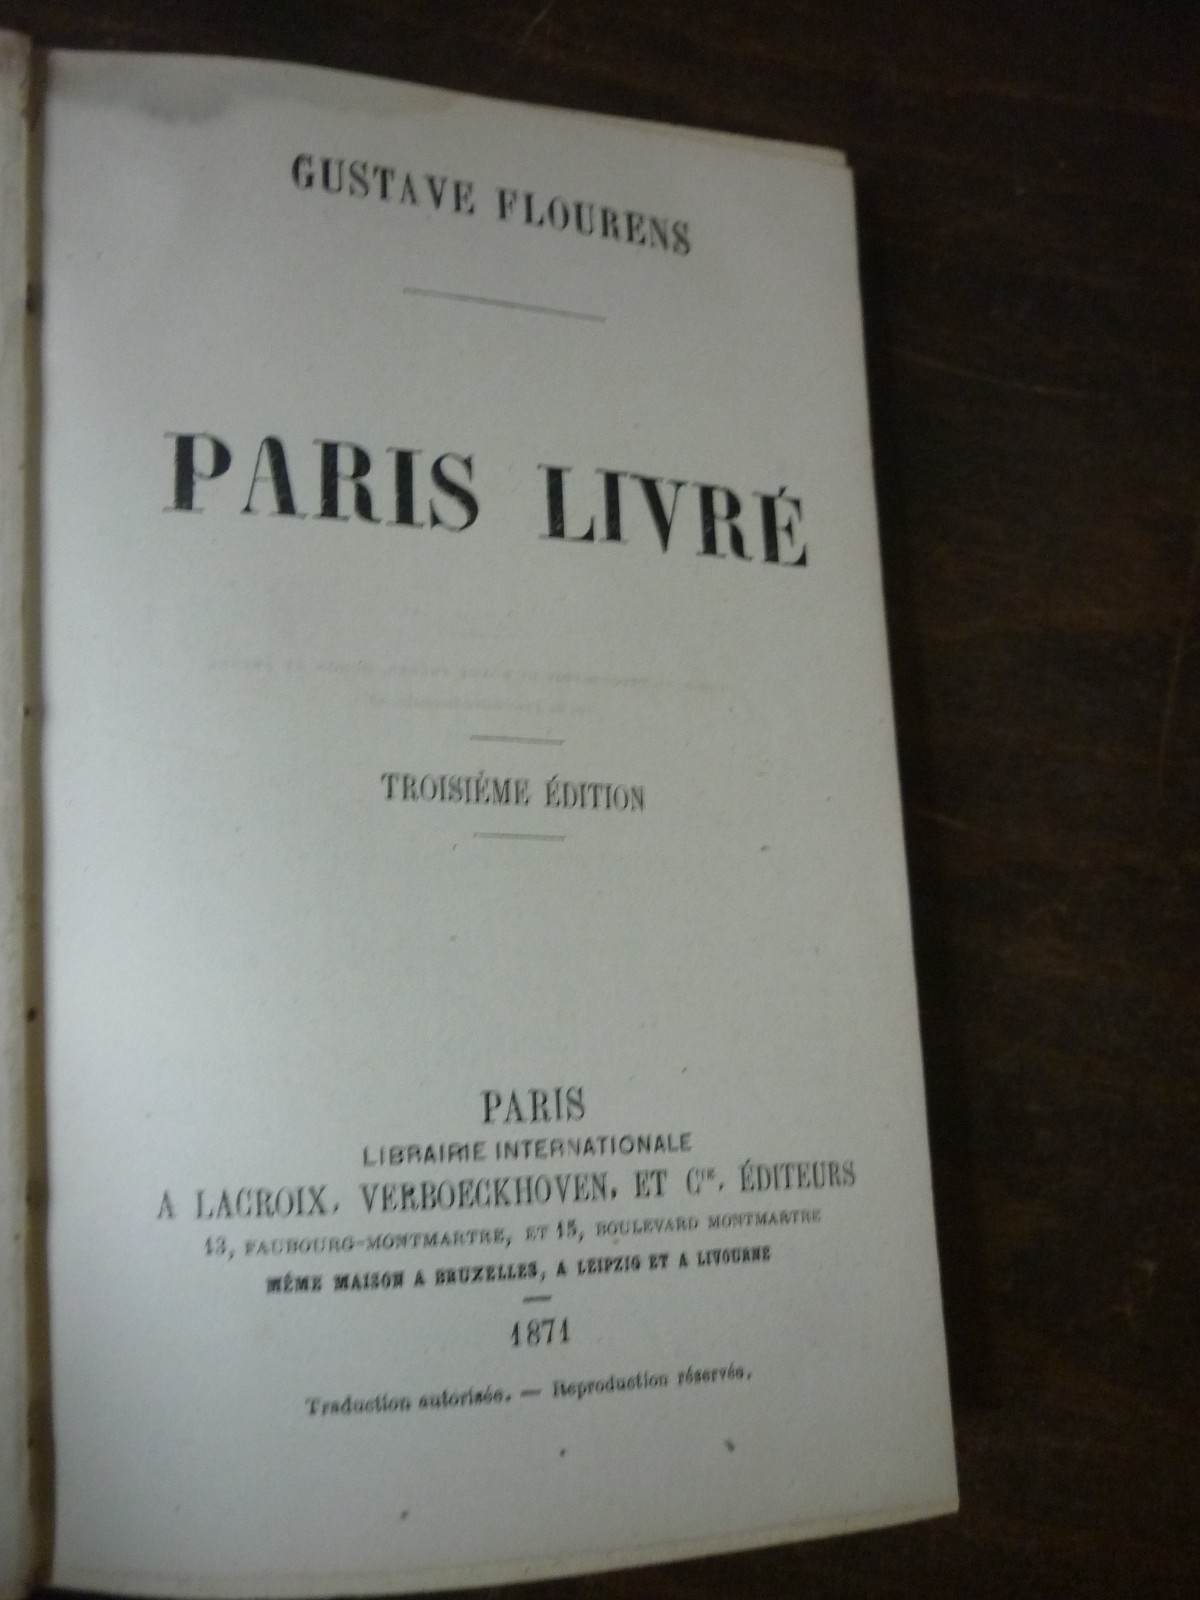 GUSTAVE FLOURENS
PARIS LIVRÉ
TROISIÈME ÉDITION
PARIS
LIBRAIRIE INTERNATIONALE
A LACROIX, VERBOECKHOVEN, ET Cie, ÉDITEURS
13, FAUBOURG-MONTMARTRE, ET 15, BOULEVARD MONTMARTRE
MÊME MAISON A BRUXELLES, A LEIPZIG ET A LIVOURNE
1871
Traduction autorisée. — Reproduction réservée.